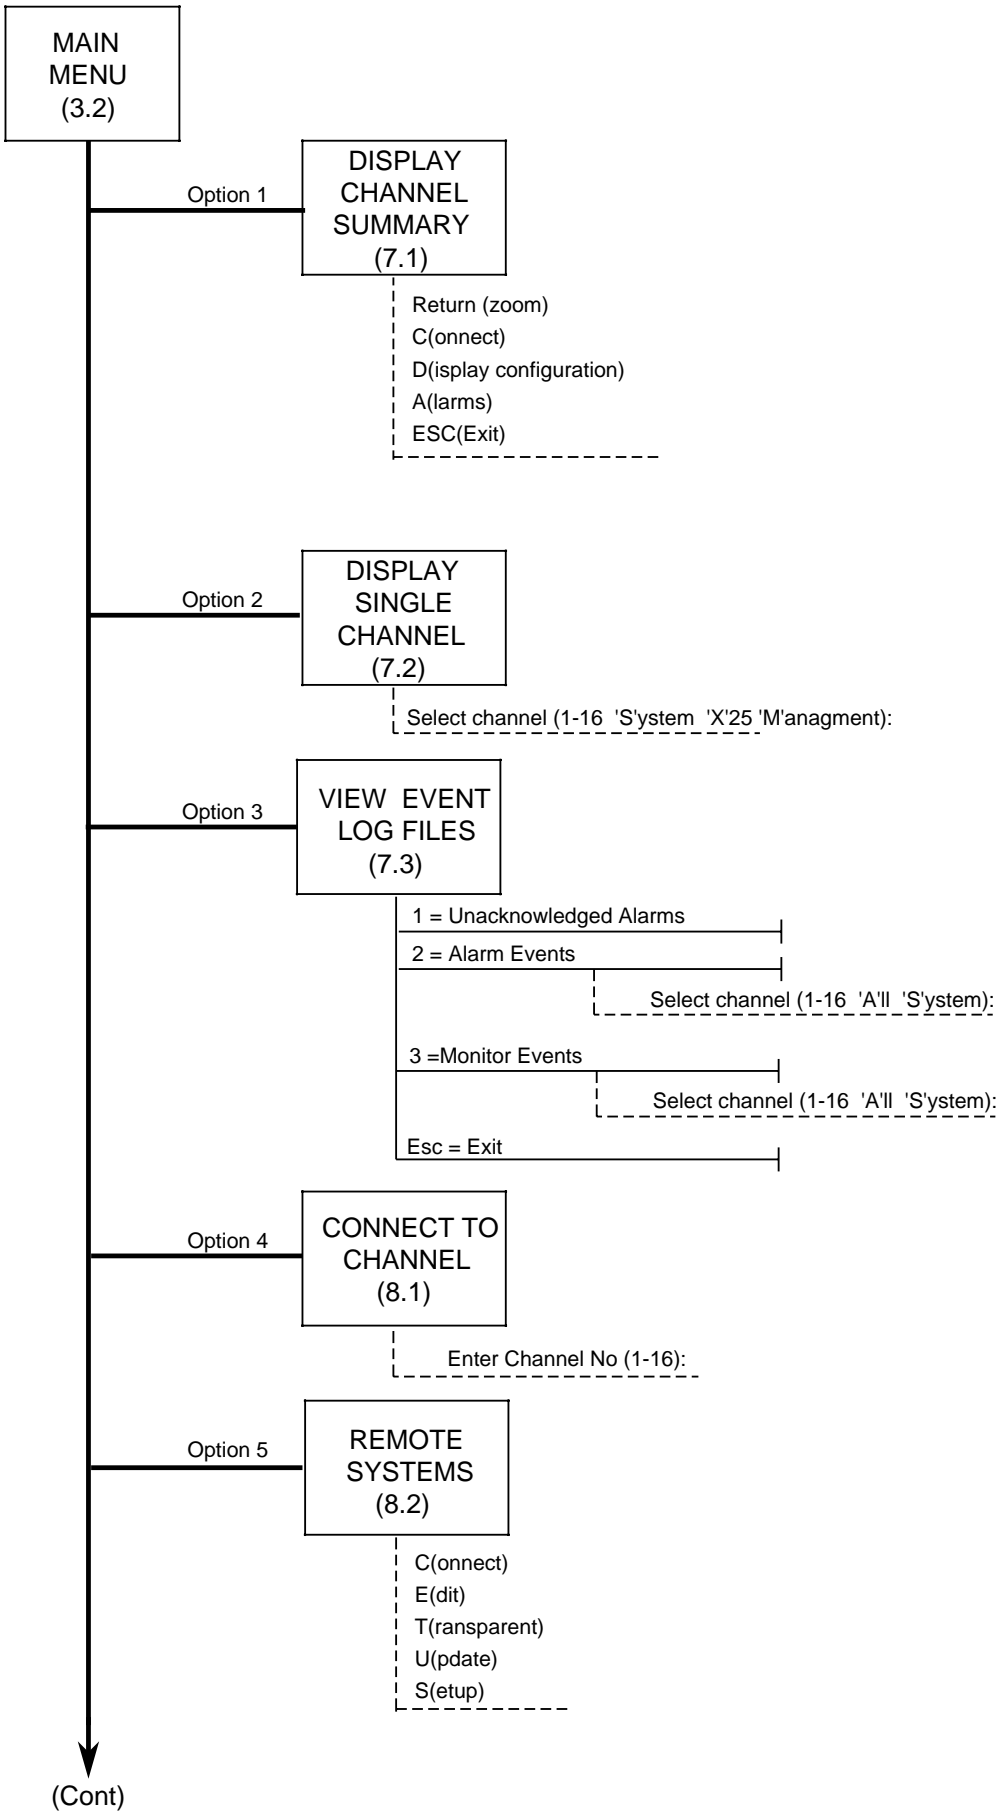 MAIN
MENU
(3.2)
Option 1
DISPLAY
CHANNEL
SUMMARY
(7.1)
Return (zoom)
C(onnect)
D(isplay configuration)
A(larms)
ESC(Exit)
Option 2
DISPLAY
SINGLE
CHANNEL
(7.2)
Select channel (1-16 'S'ystem 'X'25 'M'anagment):
Option 3
VIEW EVENT
LOG FILES
(7.3)
1 = Unacknowledged Alarms
2 = Alarm Events
Select channel (1-16 'A'll 'S'ystem):
3 =Monitor Events
Select channel (1-16 'A'll 'S'ystem):
Esc = Exit
Option 4
CONNECT TO
CHANNEL
(8.1)
Enter Channel No (1-16):
Option 5
REMOTE
SYSTEMS
(8.2)
C(onnect)
E(dit)
T(ransparent)
U(pdate)
S(etup)
(Cont)